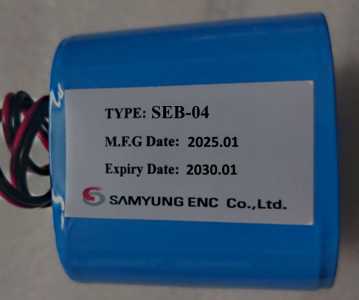 TYPE: SEB-04
M.F.G Date: 2025.01
Expiry Date: 2030.01
SAMYUNG ENC Co.,Ltd.